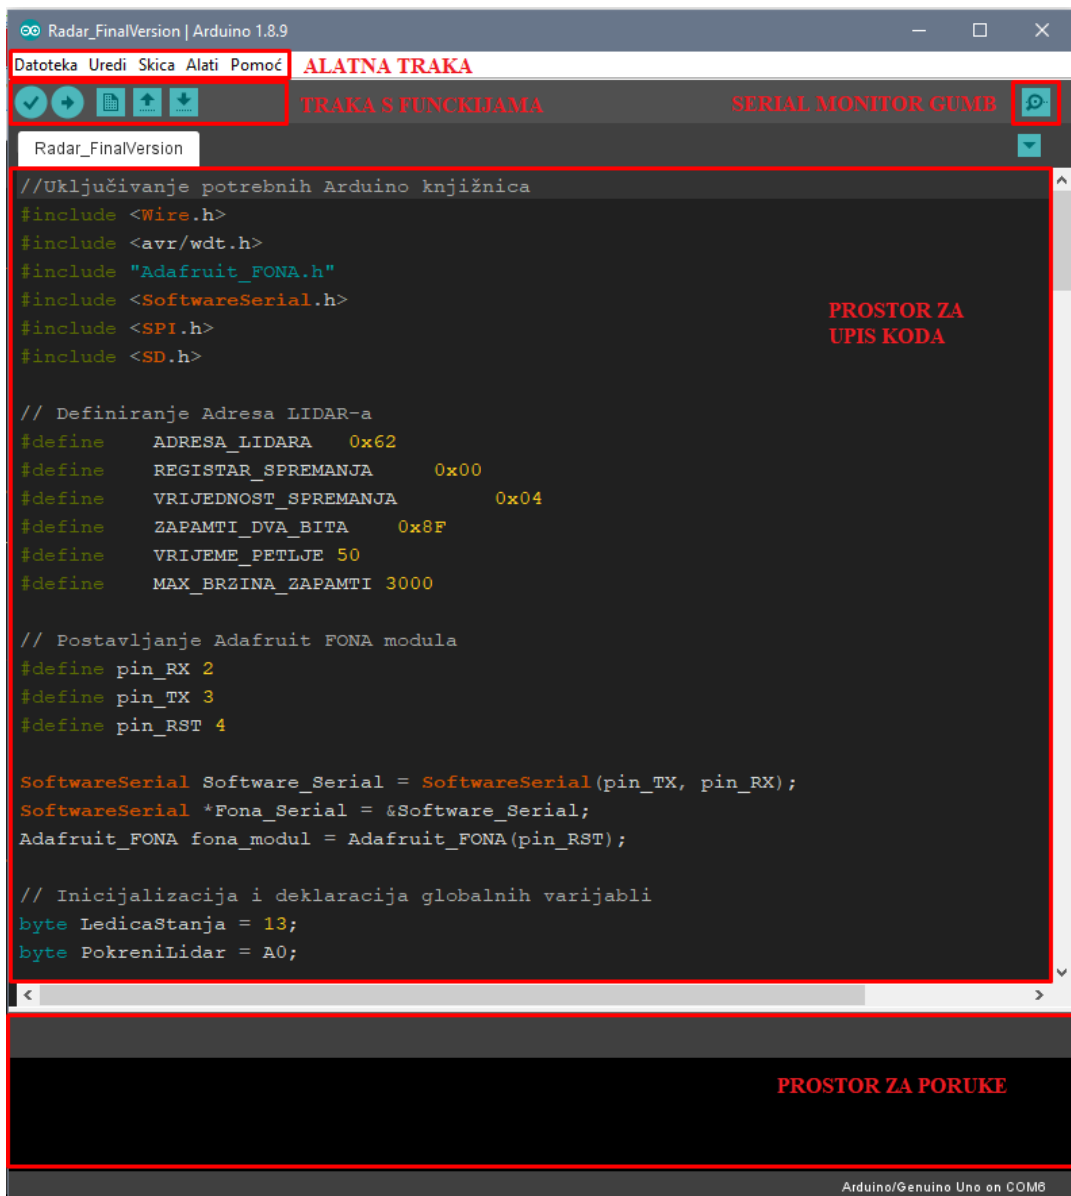 Radar_FinalVersion | Arduino 1.8.9
Datoteka Uredi Skica Alati Pomoć ALATNA TRAKA
TRAKA S FUNCKIJAMA SERIAL MONITOR GUMB
Radar_FinalVersion
//Uključivanje potrebnih Arduino knjižnica
#include <Wire.h>
#include <avr/wdt.h>
#include "Adafruit_FONA.h"
#include <SoftwareSerial.h>
#include <SPI.h>
#include <SD.h>
PROSTOR ZA
UPIS KODA
// Definiranje Adresa LIDAR-a
#define ADRESA_LIDARA 0x62
#define REGISTAR_SPREMANJA 0x00
#define VRIJEDNOST_SPREMANJA 0x04
#define ZAPAMTI_DVA_BITA 0x8F
#define VRIJEME_PETLJE 50
#define MAX_BRZINA_ZAPAMTI 3000
// Postavljanje Adafruit FONA modula
#define pin_RX 2
#define pin_TX 3
#define pin_RST 4
SoftwareSerial Software_Serial = SoftwareSerial(pin_TX, pin_RX);
SoftwareSerial *Fona_Serial = &Software_Serial;
Adafruit_FONA fona_modul = Adafruit_FONA(pin_RST);
// Inicijalizacija i deklaracija globalnih varijabli
byte LedicaStanja = 13;
byte PokreniLidar = A0;
PROSTOR ZA PORUKE
Arduino/Genuino Uno on COM6